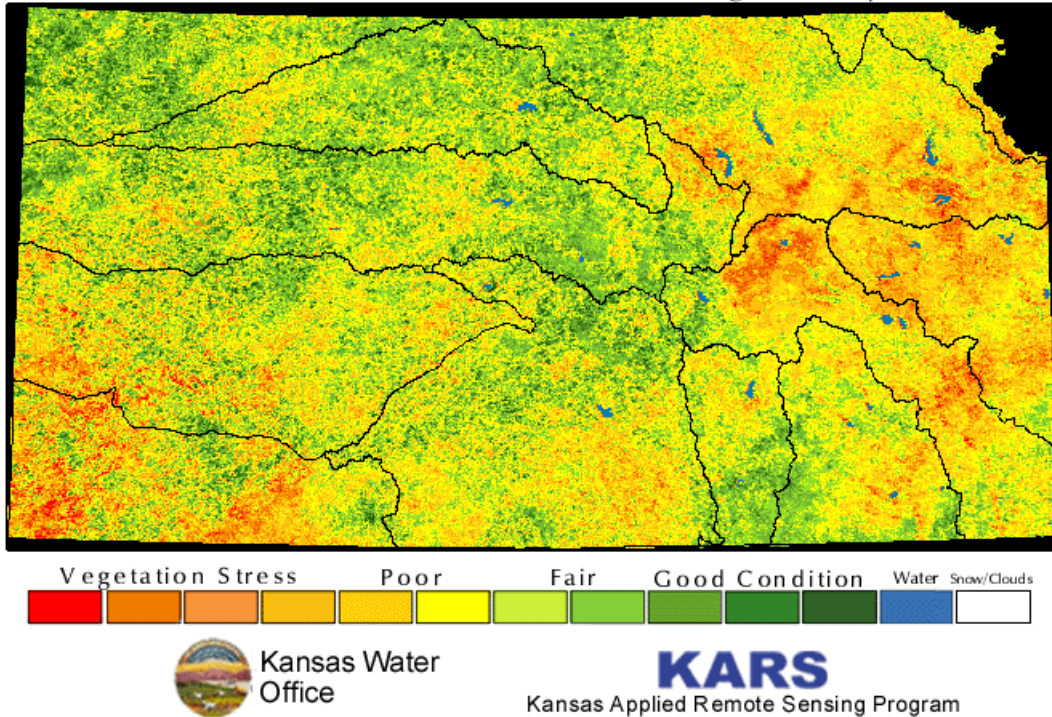 Vegetation Stress Poor Fair Good Condition Water Snow/Clouds
Kansas Water
Office
KARS
Kansas Applied Remote Sensing Program